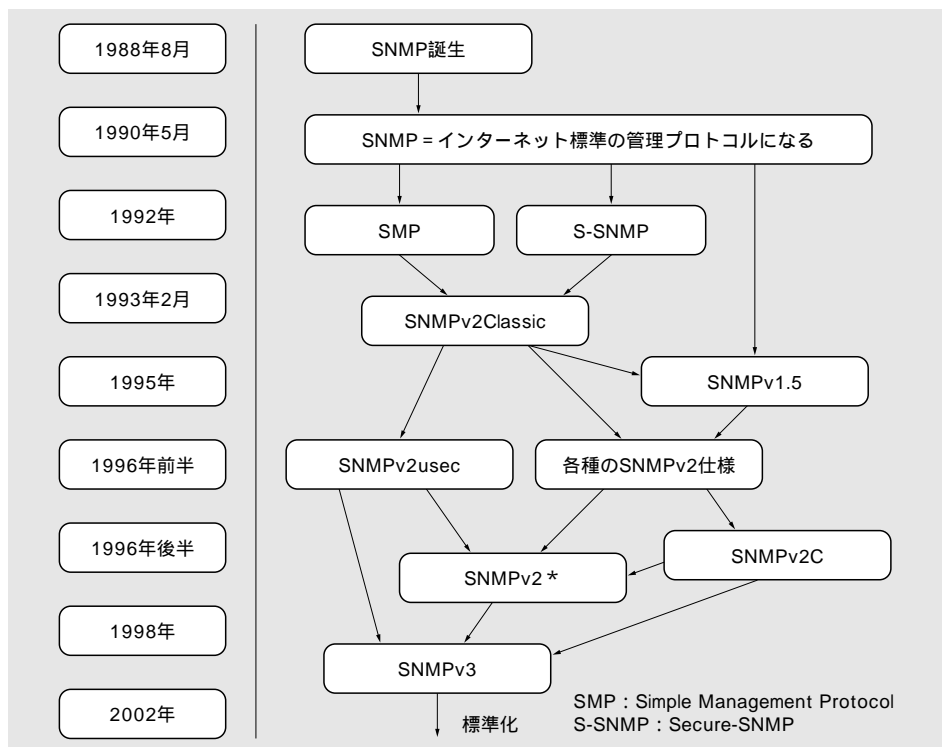 1988年8月
SNMP誕生
1990年5月
SNMP=インターネット標準の管理プロトコルになる
1992年
SMP
S-SNMP
1993年2月
SNMPv2Classic
1995年
SNMPv1.5
1996年前半
SNMPv2usec
各種のSNMPv2仕様
1996年後半
SNMPv2*
SNMPv2C
1998年
SNMPv3
2002年
標準化
SMP:Simple Management Protocol
S-SNMP:Secure-SNMP